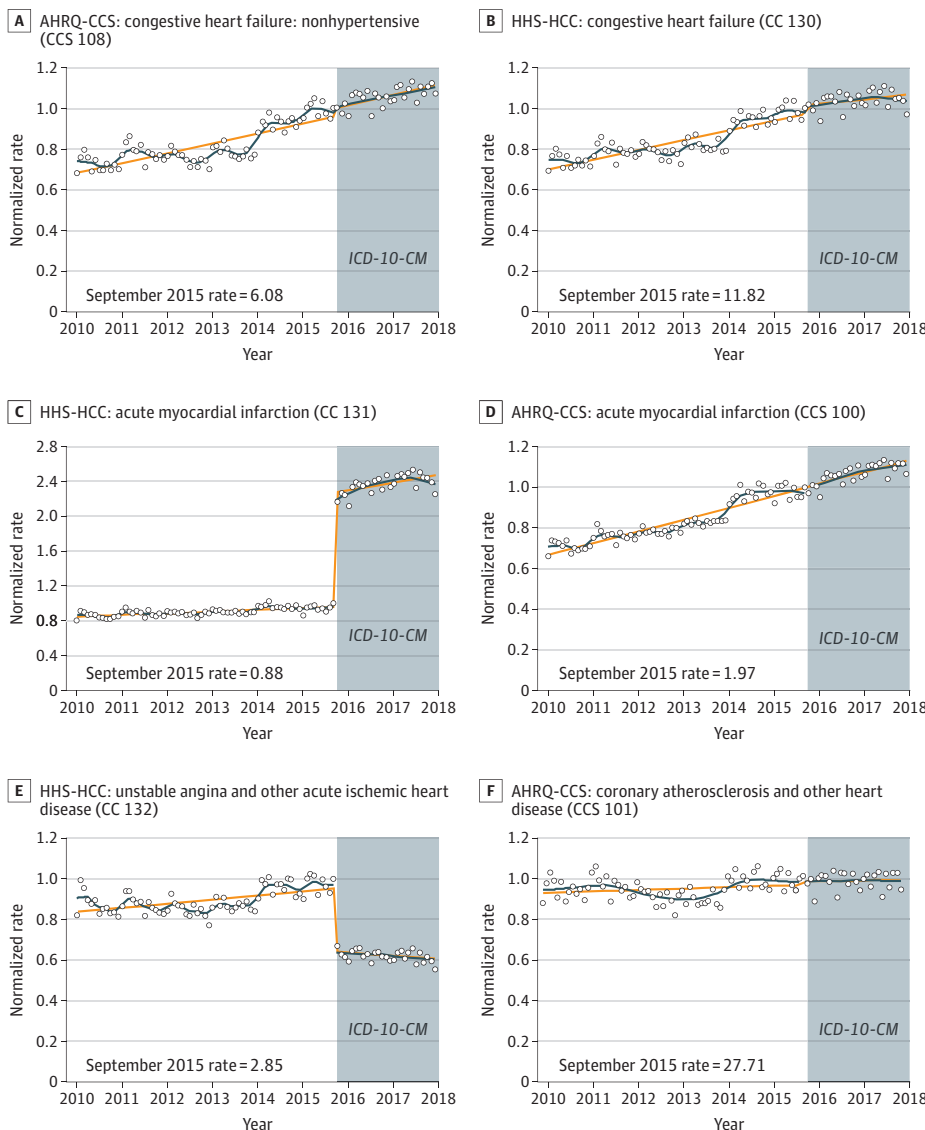 A AHRQ-CCS: congestive heart failure: nonhypertensive
(CCS 108)
1.2
1.0
0.8
0.6
0.4
0.2
0
Normalized rate
ICD-10-CM
September 2015 rate = 6.08
2010 2011 2012 2013 2014 2015 2016 2017 2018
Year
B HHS-HCC: congestive heart failure (CC 130)
1.2
1.0
0.8
0.6
0.4
0.2
0
Normalized rate
ICD-10-CM
September 2015 rate = 11.82
2010 2011 2012 2013 2014 2015 2016 2017 2018
Year
C HHS-HCC: acute myocardial infarction (CC 131)
2.8
2.4
2.0
1.6
1.2
0.8
0.4
0
Normalized rate
ICD-10-CM
September 2015 rate = 0.88
2010 2011 2012 2013 2014 2015 2016 2017 2018
Year
D AHRQ-CCS: acute myocardial infarction (CCS 100)
1.2
1.0
0.8
0.6
0.4
0.2
0
Normalized rate
ICD-10-CM
September 2015 rate = 1.97
2010 2011 2012 2013 2014 2015 2016 2017 2018
Year
E HHS-HCC: unstable angina and other acute ischemic heart
disease (CC 132)
1.2
1.0
0.8
0.6
0.4
0.2
0
Normalized rate
ICD-10-CM
September 2015 rate = 2.85
2010 2011 2012 2013 2014 2015 2016 2017 2018
Year
F AHRQ-CCS: coronary atherosclerosis and other heart
disease (CCS 101)
1.2
1.0
0.8
0.6
0.4
0.2
0
Normalized rate
ICD-10-CM
September 2015 rate = 27.71
2010 2011 2012 2013 2014 2015 2016 2017 2018
Year